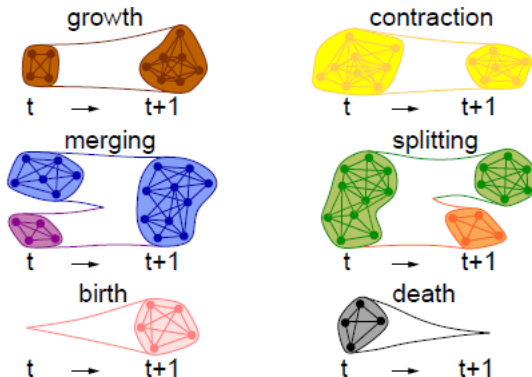 growth
contraction
t → t+1
t → t+1
merging
splitting
t → t+1
t → t+1
birth
death
t → t+1
t → t+1